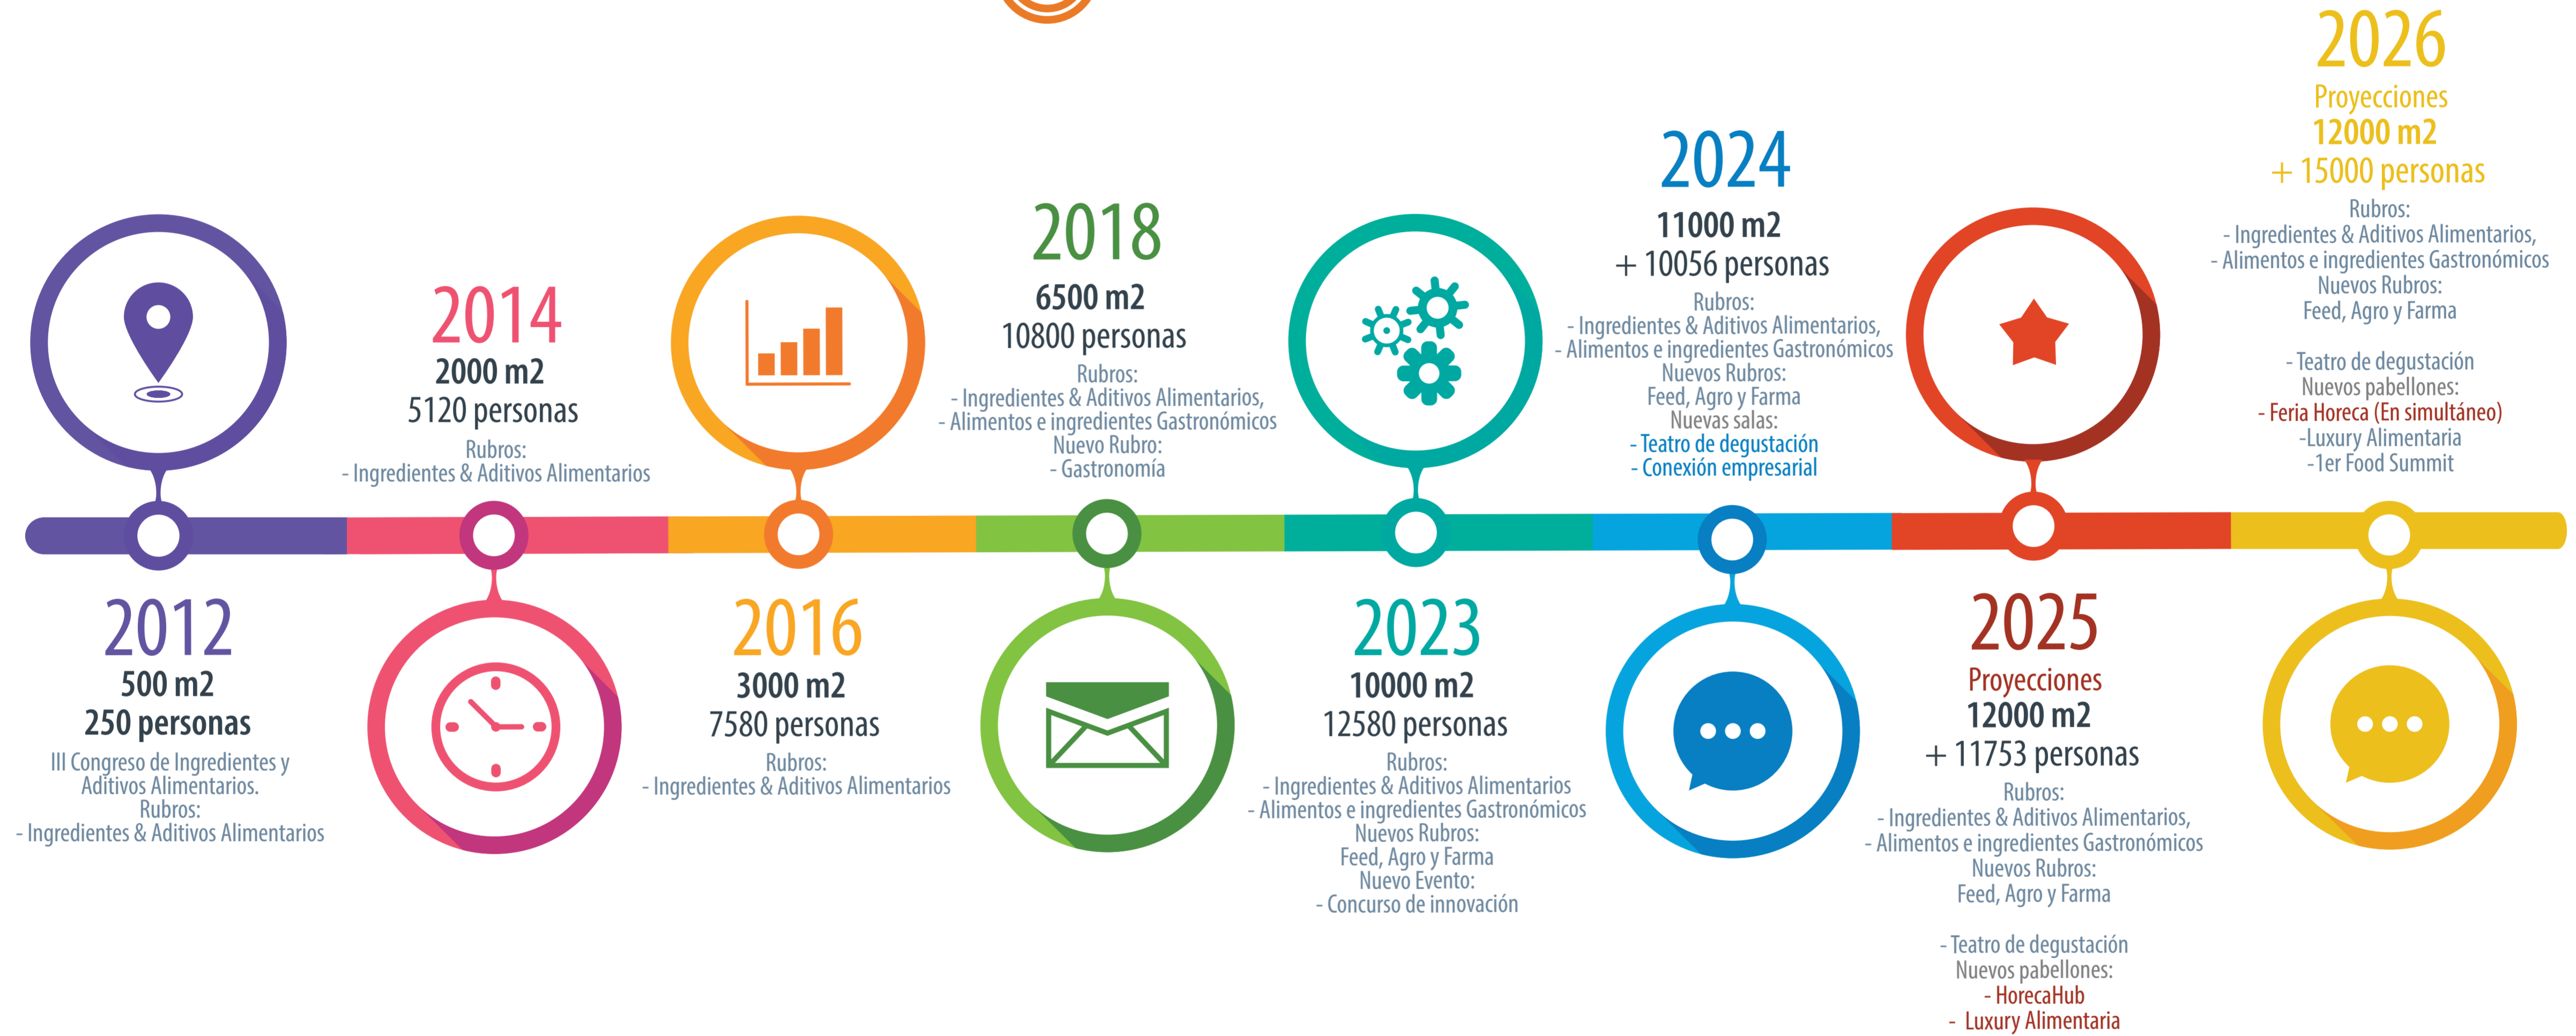 2012
500 m2
250 personas
III Congreso de Ingredientes y
Aditivos Alimentarios.
Rubros:
- Ingredientes & Aditivos Alimentarios
2014
2000 m2
5120 personas
Rubros:
- Ingredientes & Aditivos Alimentarios
2016
3000 m2
7580 personas
Rubros:
- Ingredientes & Aditivos Alimentarios
2018
6500 m2
10800 personas
Rubros:
- Ingredientes & Aditivos Alimentarios,
- Alimentos e ingredientes Gastronómicos
Nuevo Rubro:
- Gastronomía
2023
10000 m2
12580 personas
Rubros:
- Ingredientes & Aditivos Alimentarios
- Alimentos e ingredientes Gastronómicos
Nuevos Rubros:
Feed, Agro y Farma
Nuevo Evento:
- Concurso de innovación
2024
11000 m2
+ 10056 personas
Rubros:
- Ingredientes & Aditivos Alimentarios,
- Alimentos e ingredientes Gastronómicos
Nuevos Rubros:
Feed, Agro y Farma
Nuevas salas:
- Teatro de degustación
- Conexión empresarial
2025
Proyecciones
12000 m2
+ 11753 personas
Rubros:
- Ingredientes & Aditivos Alimentarios,
- Alimentos e ingredientes Gastronómicos
Nuevos Rubros:
Feed, Agro y Farma
- Teatro de degustación
Nuevos pabellones:
- HorecaHub
- Luxury Alimentaria
2026
Proyecciones
12000 m2
+ 15000 personas
Rubros:
- Ingredientes & Aditivos Alimentarios,
- Alimentos e ingredientes Gastronómicos
Nuevos Rubros:
Feed, Agro y Farma
- Teatro de degustación
Nuevos pabellones:
- Feria Horeca (En simultáneo)
-Luxury Alimentaria
-1er Food Summit